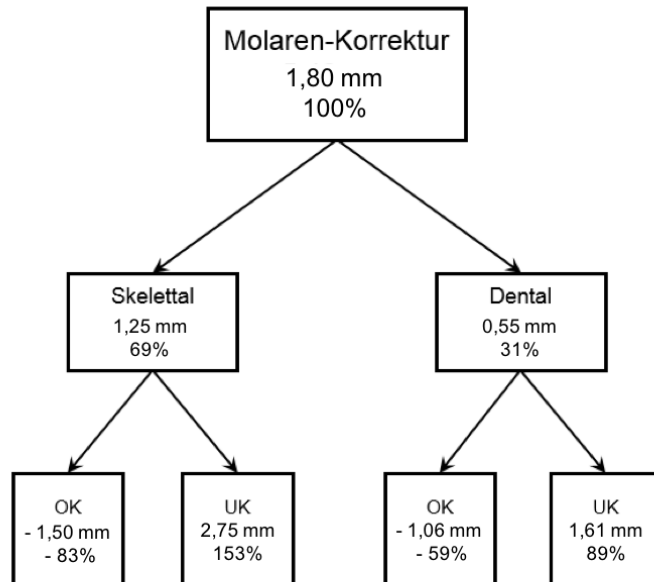 Molaren-Korrektur
1,80 mm
100%
Skelettal
1,25 mm
69%
Dental
0,55 mm
31%
OK
- 1,50 mm
- 83%
UK
2,75 mm
153%
OK
- 1,06 mm
- 59%
UK
1,61 mm
89%